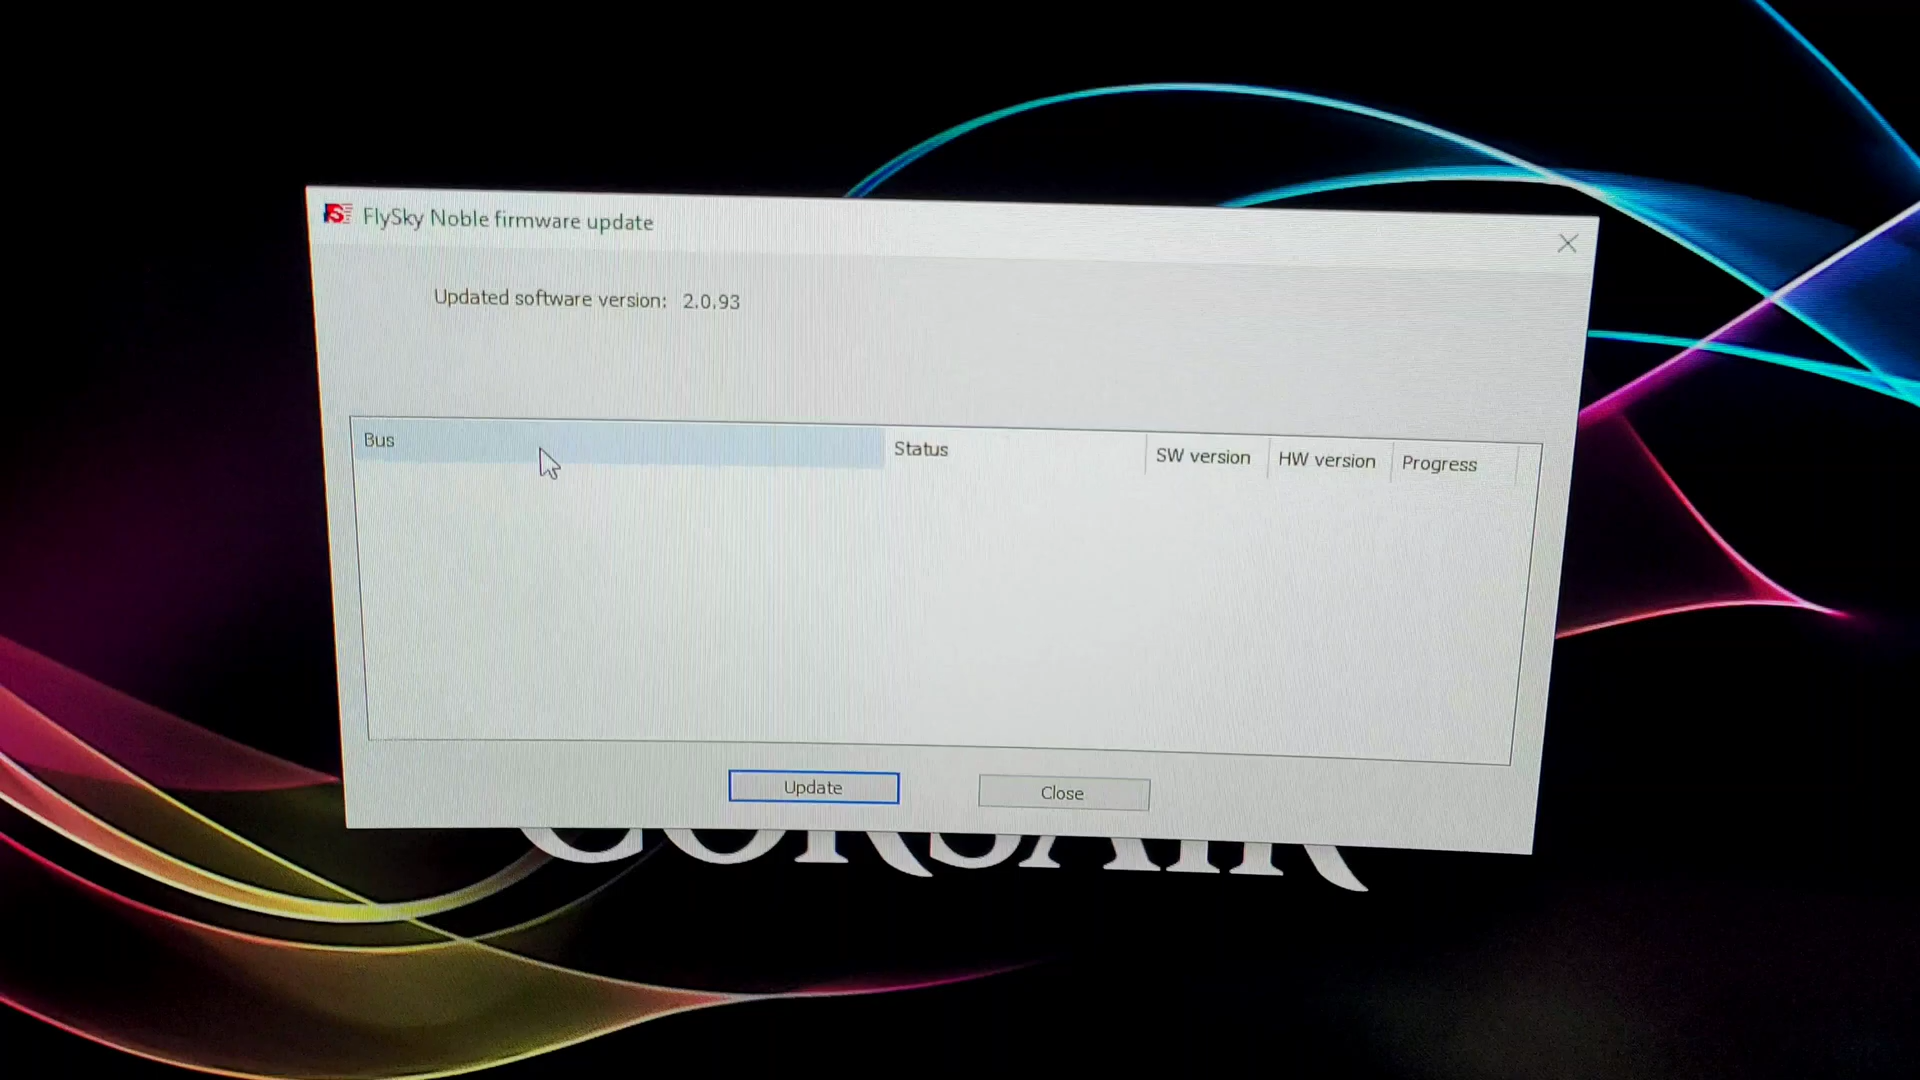 FlySky Noble firmware update
Updated software version: 2.0.93
Bus Status SW version HW version Progress
Update Close
CORSAIR